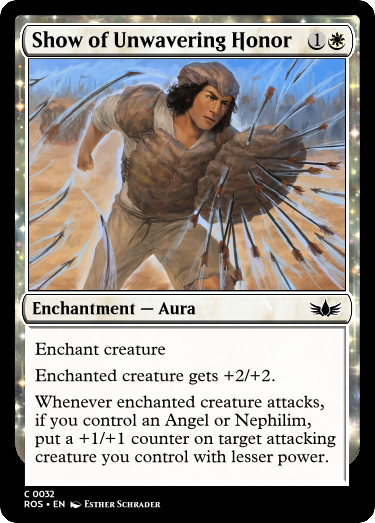 Show of Unwavering Honor 1
Enchantment — Aura
Enchant creature
Enchanted creature gets +2/+2.
Whenever enchanted creature attacks,
if you control an Angel or Nephilim,
put a +1/+1 counter on target attacking
creature you control with lesser power.
C 0032
ROS • EN Esther Schrader